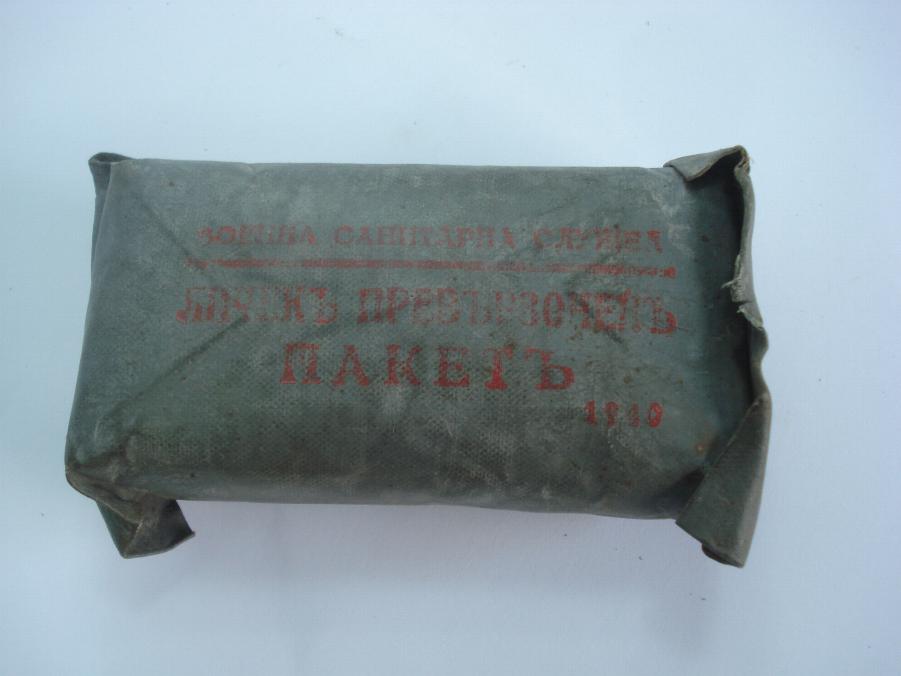 ВОЕННА САНИТАРНА СЛУЖБА
ЛИЧЕНЪ ПРЕВЪРЗОЧЕНЪ
ПАКЕТЪ